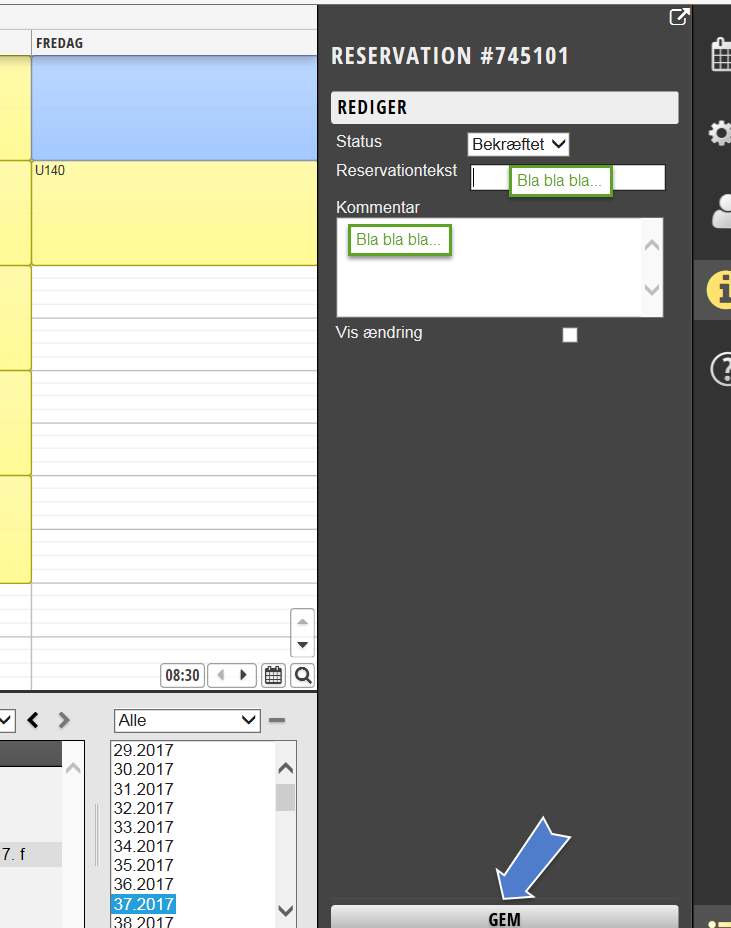 FREDAG
U140
08:30
7. f
Alle
29.2017
30.2017
31.2017
32.2017
33.2017
34.2017
35.2017
36.2017
37.2017
38.2017
RESERVATION #745101
REDIGER
Status Bekræftet
Reservationtekst Bla bla bla...
Kommentar
Bla bla bla...
Vis ændring
GEM